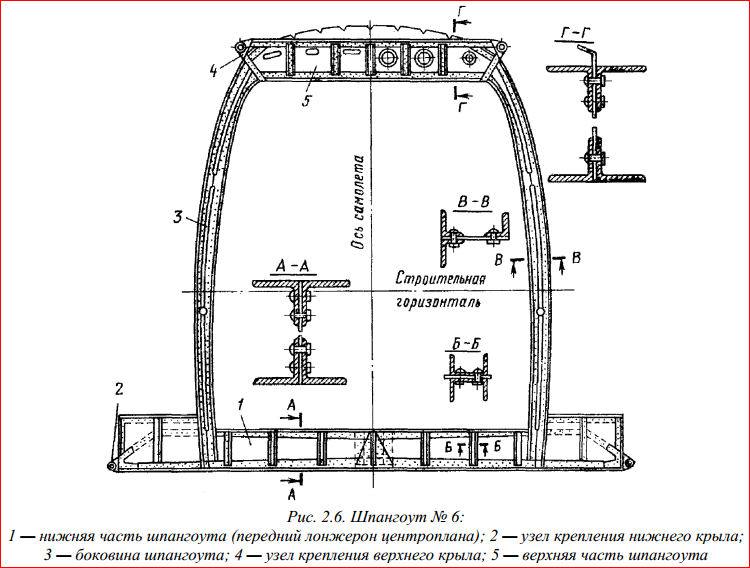 Г
Г-Г
4
5
Г
3
Ось самолета
В-В
В
В
А-А
Строительная
горизонталь
Б-Б
2
1
А
Б
Б
А
Рис. 2.6. Шпангоут № 6:
1 — нижняя часть шпангоута (передний лонжерон центроплана); 2 — узел крепления нижнего крыла;
3 — боковина шпангоута; 4 — узел крепления верхнего крыла; 5 — верхняя часть шпангоута